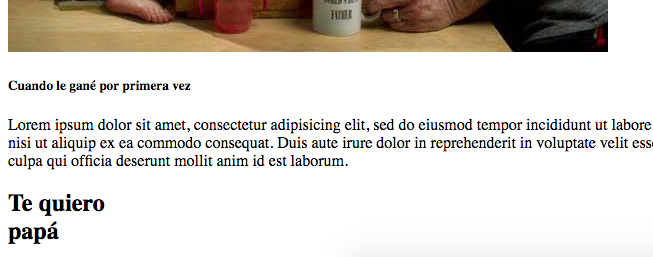 FATHER
Cuando le gané por primera vez
Lorem ipsum dolor sit amet, consectetur adipisicing elit, sed do eiusmod tempor incididunt ut labore
nisi ut aliquip ex ea commodo consequat. Duis aute irure dolor in reprehenderit in voluptate velit
culpa qui officia deserunt mollit anim id est laborum.
Te quiero
papá